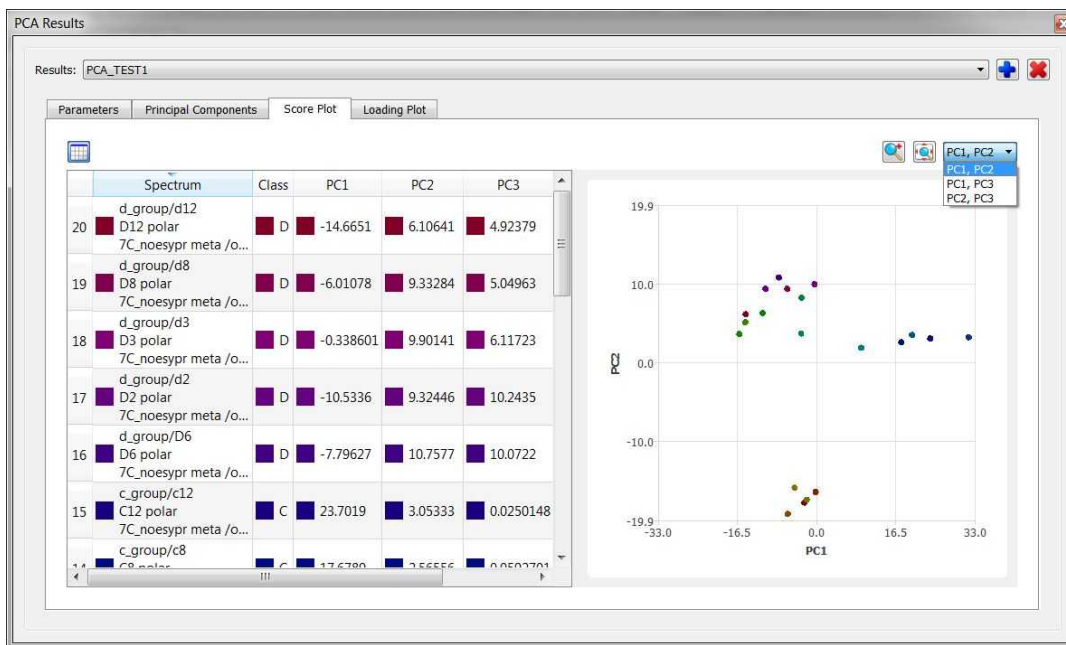 PCA Results
Results: PCA_TEST1
Parameters Principal Components Score Plot Loading Plot
PC1, PC2
PC1, PC2
PC1, PC3
PC2, PC3
Spectrum Class PC1 PC2 PC3
d_group/d12
20 D12 polar D -14.6651 6.10641 4.92379
7C_noesypr meta /o...
d_group/d8
19 D8 polar D -6.01078 9.33284 5.04963
7C_noesypr meta /o...
d_group/d3
18 D3 polar D -0.338601 9.90141 6.11723
7C_noesypr meta /o...
d_group/d2
17 D2 polar D -10.5336 9.32446 10.2435
7C_noesypr meta /o...
d_group/D6
16 D6 polar D -7.79627 10.7577 10.0722
7C_noesypr meta /o...
c_group/c12
15 C12 polar C 23.7019 3.05333 0.0250148
7C_noesypr meta /o...
c_group/c8
19.9
10.0
0.0
-10.0
-19.9
PC2
-33.0 -16.5 0.0 16.5 33.0
PC1